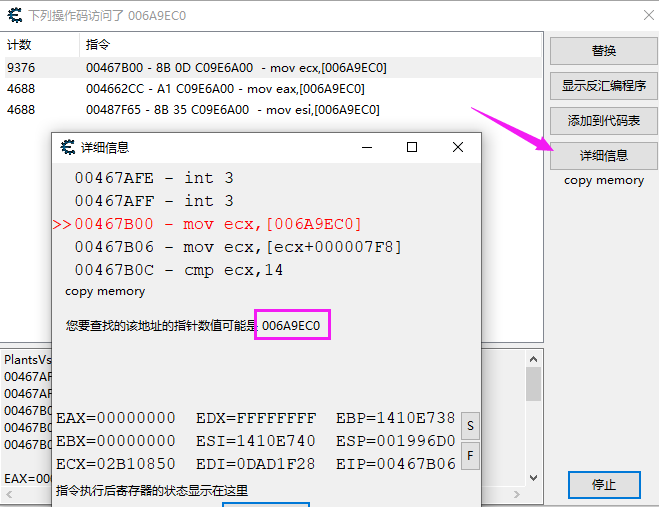 下列操作码访问了 006A9EC0
计数 指令
9376 00467B00 - 8B 0D C09E6A00 - mov ecx,[006A9EC0]
4688 004662CC - A1 C09E6A00 - mov eax,[006A9EC0]
4688 00487F65 - 8B 35 C09E6A00 - mov esi,[006A9EC0]
替换
显示反汇编程序
添加到代码表
详细信息
copy memory
详细信息
00467AFE - int 3
00467AFF - int 3
>>00467B00 - mov ecx,[006A9EC0]
00467B06 - mov ecx,[ecx+000007F8]
00467B0C - cmp ecx,14
copy memory
您要查找的该地址的指针数值可能是 006A9EC0
PlantsVs
00467AF
00467AF
00467B0
00467B0
00467B0
EAX=00
EAX=00000000 EDX=FFFFFFFF EBP=1410E738
EBX=00000000 ESI=1410E740 ESP=001996D0
ECX=02B10850 EDI=0DAD1F28 EIP=00467B06
S
F
指令执行后寄存器的状态显示在这里
停止